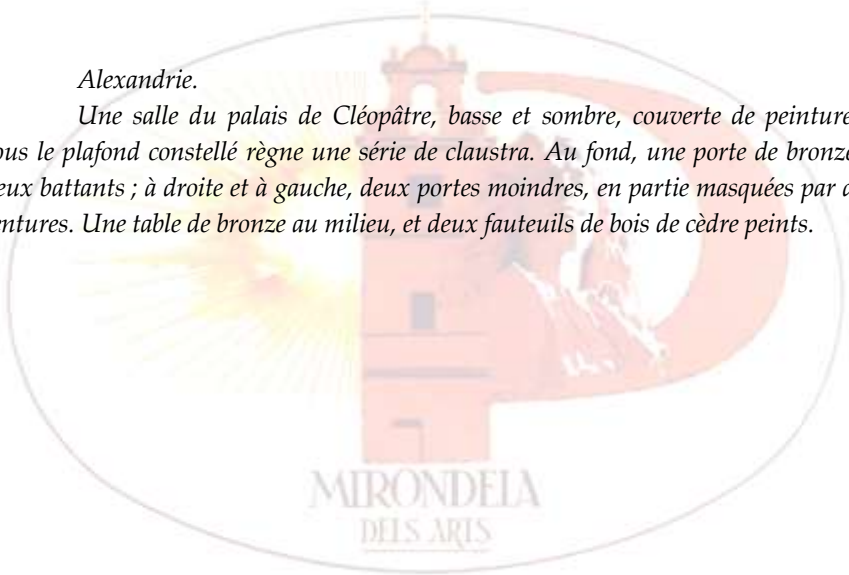 Alexandrie.
Une salle du palais de Cléopâtre, basse et sombre, couverte de peinture
ous le plafond constellé règne une série de claustra. Au fond, une porte de bronze
eux battants ; à droite et à gauche, deux portes moindres, en partie masquées par d
ntures. Une table de bronze au milieu, et deux fauteuils de bois de cèdre peints.
MIRONDELA
DELS ARTS